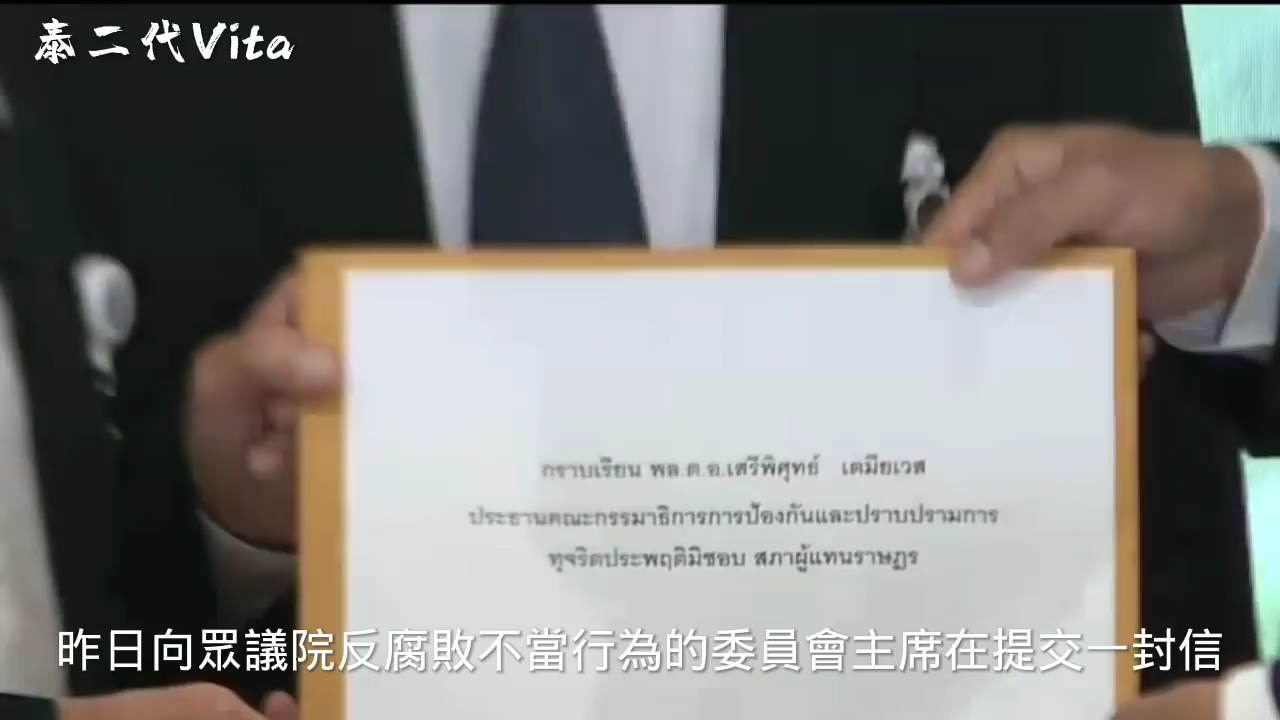 泰二代Vita
กราบเรียน พล.ต.อ.เสรีพิศุทย์ เตมียเวส
ประธานคณะกรรมาธิการการป้องกันและปราบปรามการ
ทุจริตประพฤติมิชอบ สภาผู้แทนราษฎร
昨日向眾議院反腐敗不當行為的委員會主席在提交一封信